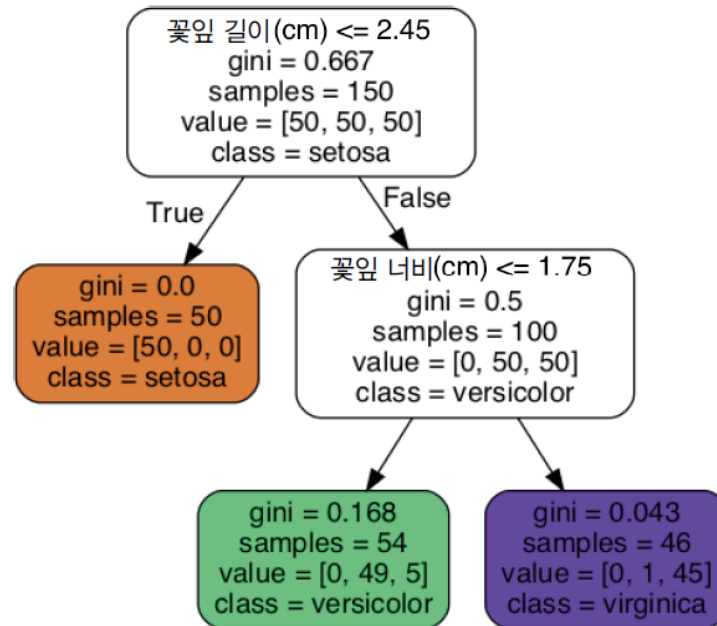 꽃잎 길이(cm) <= 2.45
gini = 0.667
samples = 150
value = [50, 50, 50]
class = setosa
True
False
gini = 0.0
samples = 50
value = [50, 0, 0]
class = setosa
꽃잎 너비(cm) <= 1.75
gini = 0.5
samples = 100
value = [0, 50, 50]
class = versicolor
gini = 0.168
samples = 54
value = [0, 49, 5]
class = versicolor
gini = 0.043
samples = 46
value = [0, 1, 45]
class = virginica